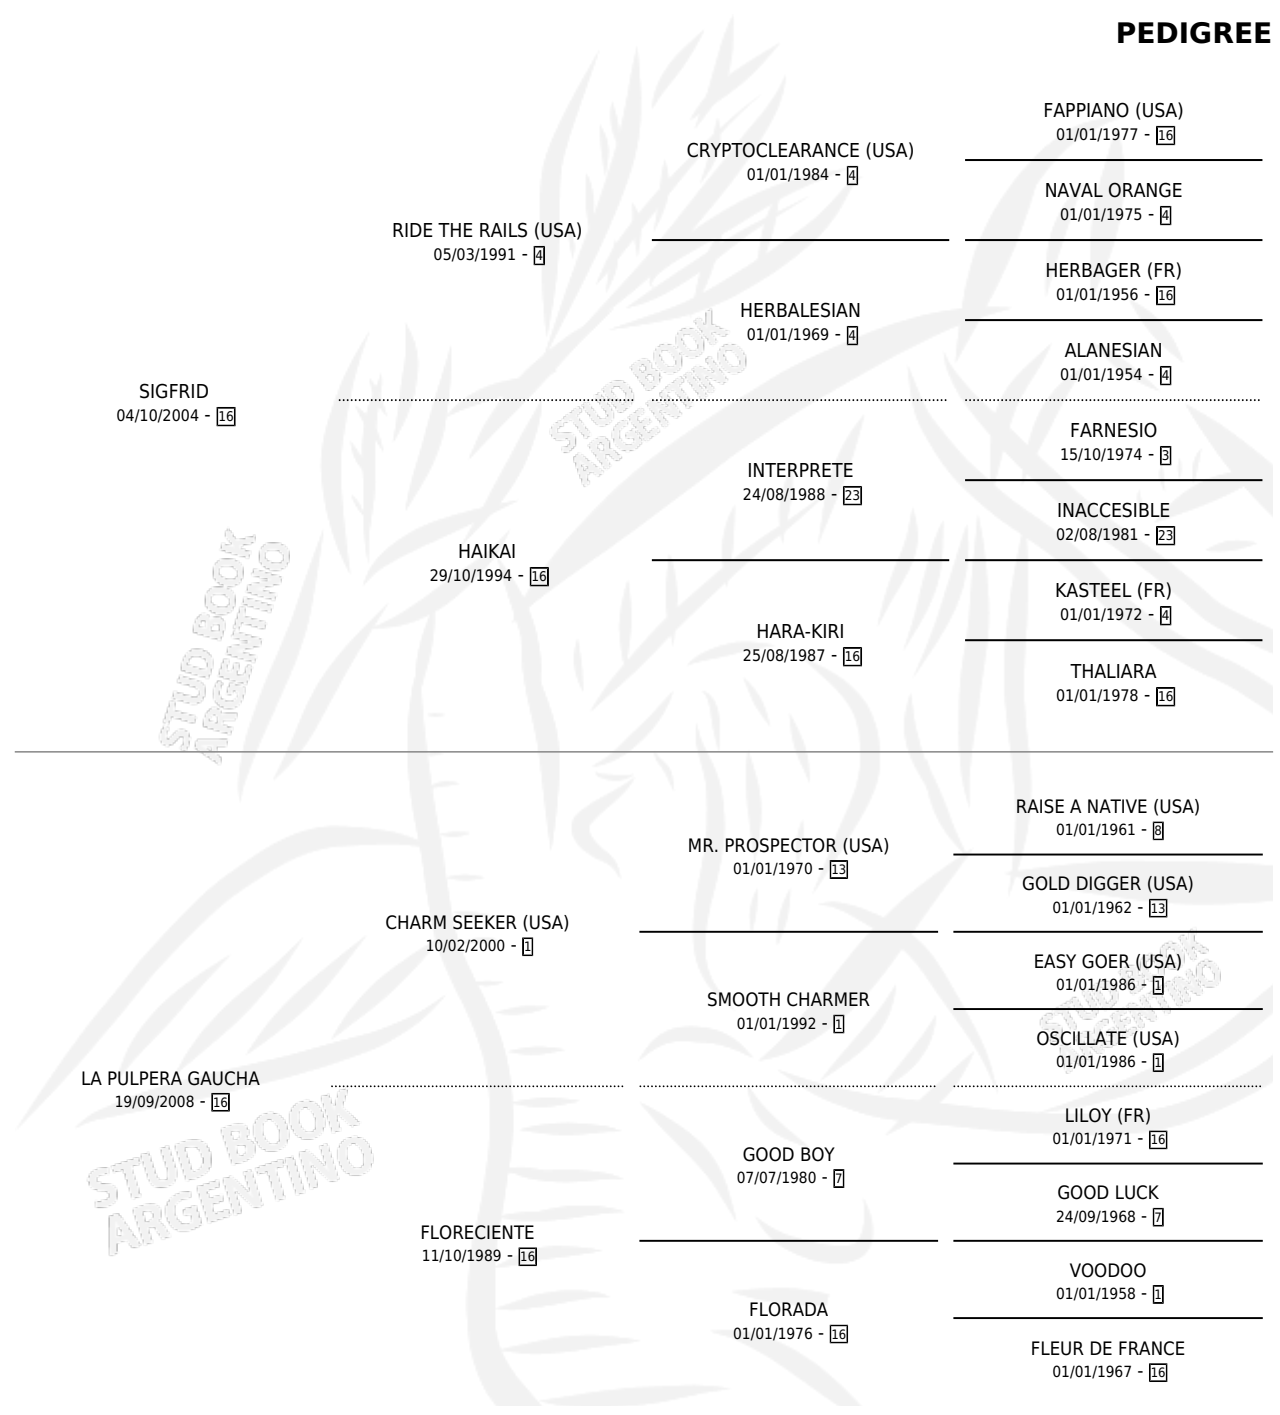 PEDIGREE
FAPPIANO (USA)
01/01/1977 - 16
CRYPTOCLEARANCE (USA)
01/01/1984 - 4
NAVAL ORANGE
01/01/1975 - 4
RIDE THE RAILS (USA)
05/03/1991 - 4
HERBAGER (FR)
01/01/1956 - 16
HERBALESIAN
01/01/1969 - 4
ALANESIAN
01/01/1954 - 4
SIGFRID
04/10/2004 - 16
FARNESIO
15/10/1974 - 3
INTERPRETE
24/08/1988 - 23
INACCESIBLE
02/08/1981 - 23
HAIKAI
29/10/1994 - 16
KASTEEL (FR)
01/01/1972 - 4
HARA-KIRI
25/08/1987 - 16
THALIARA
01/01/1978 - 16
RAISE A NATIVE (USA)
01/01/1961 - 8
MR. PROSPECTOR (USA)
01/01/1970 - 13
GOLD DIGGER (USA)
01/01/1962 - 13
CHARM SEEKER (USA)
10/02/2000 - 1
EASY GOER (USA)
01/01/1986 - 1
SMOOTH CHARMER
01/01/1992 - 1
OSCILLATE (USA)
01/01/1986 - 1
LA PULPERA GAUCHA
19/09/2008 - 16
LILOY (FR)
01/01/1971 - 16
GOOD BOY
07/07/1980 - 7
GOOD LUCK
24/09/1968 - 7
FLORECIENTE
11/10/1989 - 16
VOODOO
01/01/1958 - 1
FLORADA
01/01/1976 - 16
FLEUR DE FRANCE
01/01/1967 - 16
STUD BOOK
ARGENTINO
STUD BOOK
ARGENTINO
STUD BOOK
ARGENTINO
STUD BOOK
ARGENTINO